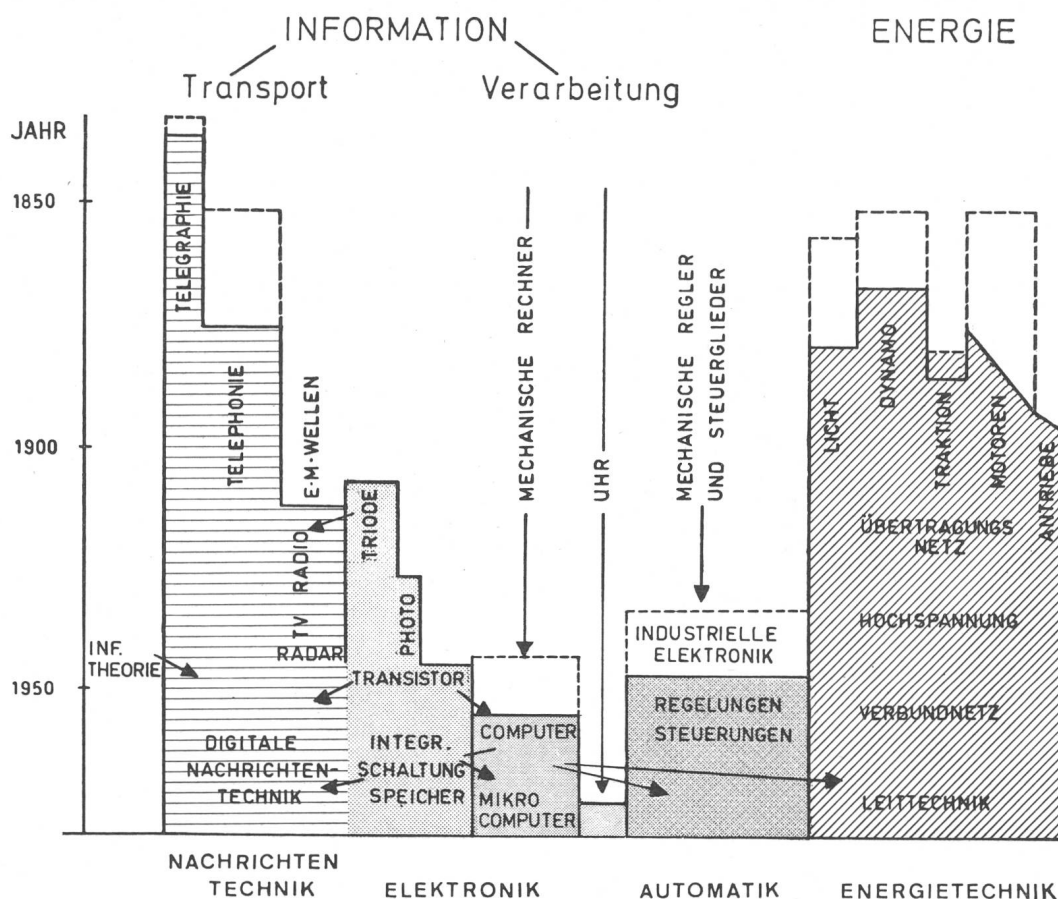 INFORMATION
ENERGIE
Transport
Verarbeitung
JAHR
1850
1900
1950
TELEGRAPHIE
TELEPHONIE
E-M-WELLEN
TV RADIO
RADAR
INF.
THEORIE
DIGITALE
NACHRICHTEN-
TECHNIK
TRIODE
PHOTO
TRANSISTOR
INTEGR.
SCHALTUNG
SPEICHER
MECHANISCHE RECHNER
COMPUTER
MIKRO
COMPUTER
UHR
MECHANISCHE REGLER
UND STEUERGLIEDER
INDUSTRIELLE
ELEKTRONIK
REGELUNGEN
STEUERUNGEN
LICHT
DYNAMO
TRAKTION
MOTOREN
ANTRIEBE
ÜBERTRAGUNGS
NETZ
HOCHSPANNUNG
VERBUNDNETZ
LEITTECHNIK
NACHRICHTEN
TECHNIK
ELEKTRONIK
AUTOMATIK
ENERGIETECHNIK